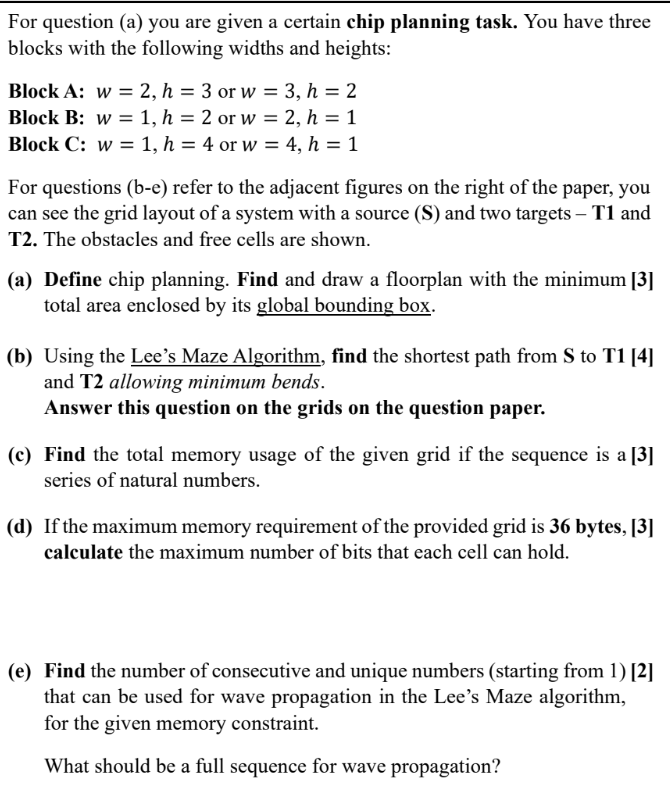 For question (a) you are given a certain chip planning task. You have three
blocks with the following widths and heights:
Block A: w = 2, h = 3 or w = 3, h = 2
Block B: w = 1, h = 2 or w = 2, h = 1
Block C: w = 1, h = 4 or w = 4, h = 1
For questions (b-e) refer to the adjacent figures on the right of the paper, you
can see the grid layout of a system with a source (S) and two targets – T1 and
T2. The obstacles and free cells are shown.
(a) Define chip planning. Find and draw a floorplan with the minimum [3]
total area enclosed by its global bounding box.
(b) Using the Lee's Maze Algorithm, find the shortest path from S to T1 [4]
and T2 allowing minimum bends.
Answer this question on the grids on the question paper.
(c) Find the total memory usage of the given grid if the sequence is a [3]
series of natural numbers.
(d) If the maximum memory requirement of the provided grid is 36 bytes, [3]
calculate the maximum number of bits that each cell can hold.
(e) Find the number of consecutive and unique numbers (starting from 1) [2]
that can be used for wave propagation in the Lee's Maze algorithm,
for the given memory constraint.
What should be a full sequence for wave propagation?